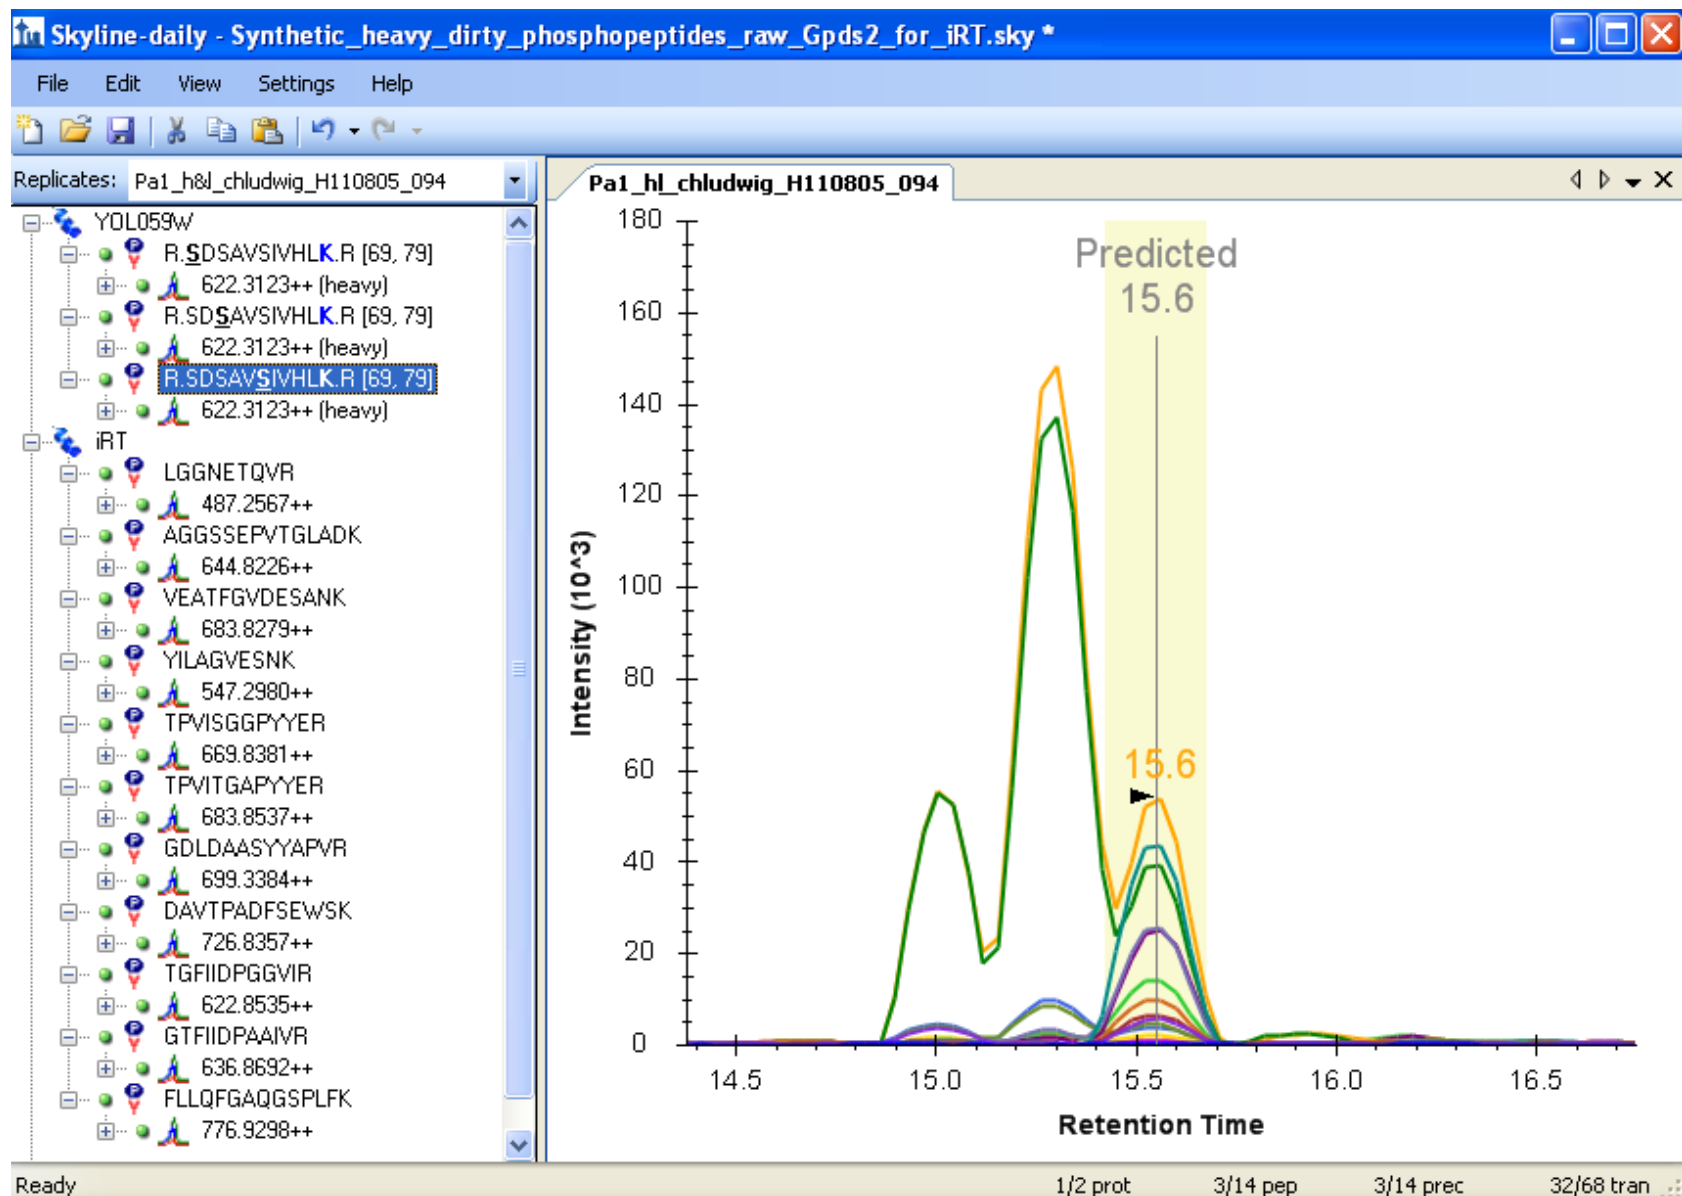 Skyline-daily - Synthetic_heavy_dirty_phosphopeptides_raw_Gpds2_for_iRT.sky *
File Edit View Settings Help
Replicates: Pa1_h&l_chludwig_H110805_094
YOL059W
R.SDSAVSIVHLK.R [69, 79]
622.3123++ (heavy)
R.SDSAVSIVHLK.R [69, 79]
622.3123++ (heavy)
R.SDSAVSIVHLK.R [69, 79]
622.3123++ (heavy)
iRT
LGGNETQVR
487.2567++
AGGSSEPVTGLADK
644.8226++
VEATFGVDESANK
683.8279++
YILAGVESNK
547.2980++
TPVISGGPYYER
669.8381++
TPVITGAPYYER
683.8537++
GDLDAASYYAPVR
699.3384++
DAVTPADFSEWSK
726.8357++
TGFIIDPGGVIR
622.8535++
GTFIIDPAAIVR
636.8692++
FLLQFGAQGSPLFK
776.9298++
Pa1_hl_chludwig_H110805_094
180
160
140
120
100
80
60
40
20
0
Intensity (10^3)
Predicted
15.6
15.6
14.5 15.0 15.5 16.0 16.5
Retention Time
Ready 1/2 prot 3/14 pep 3/14 prec 32/68 tran